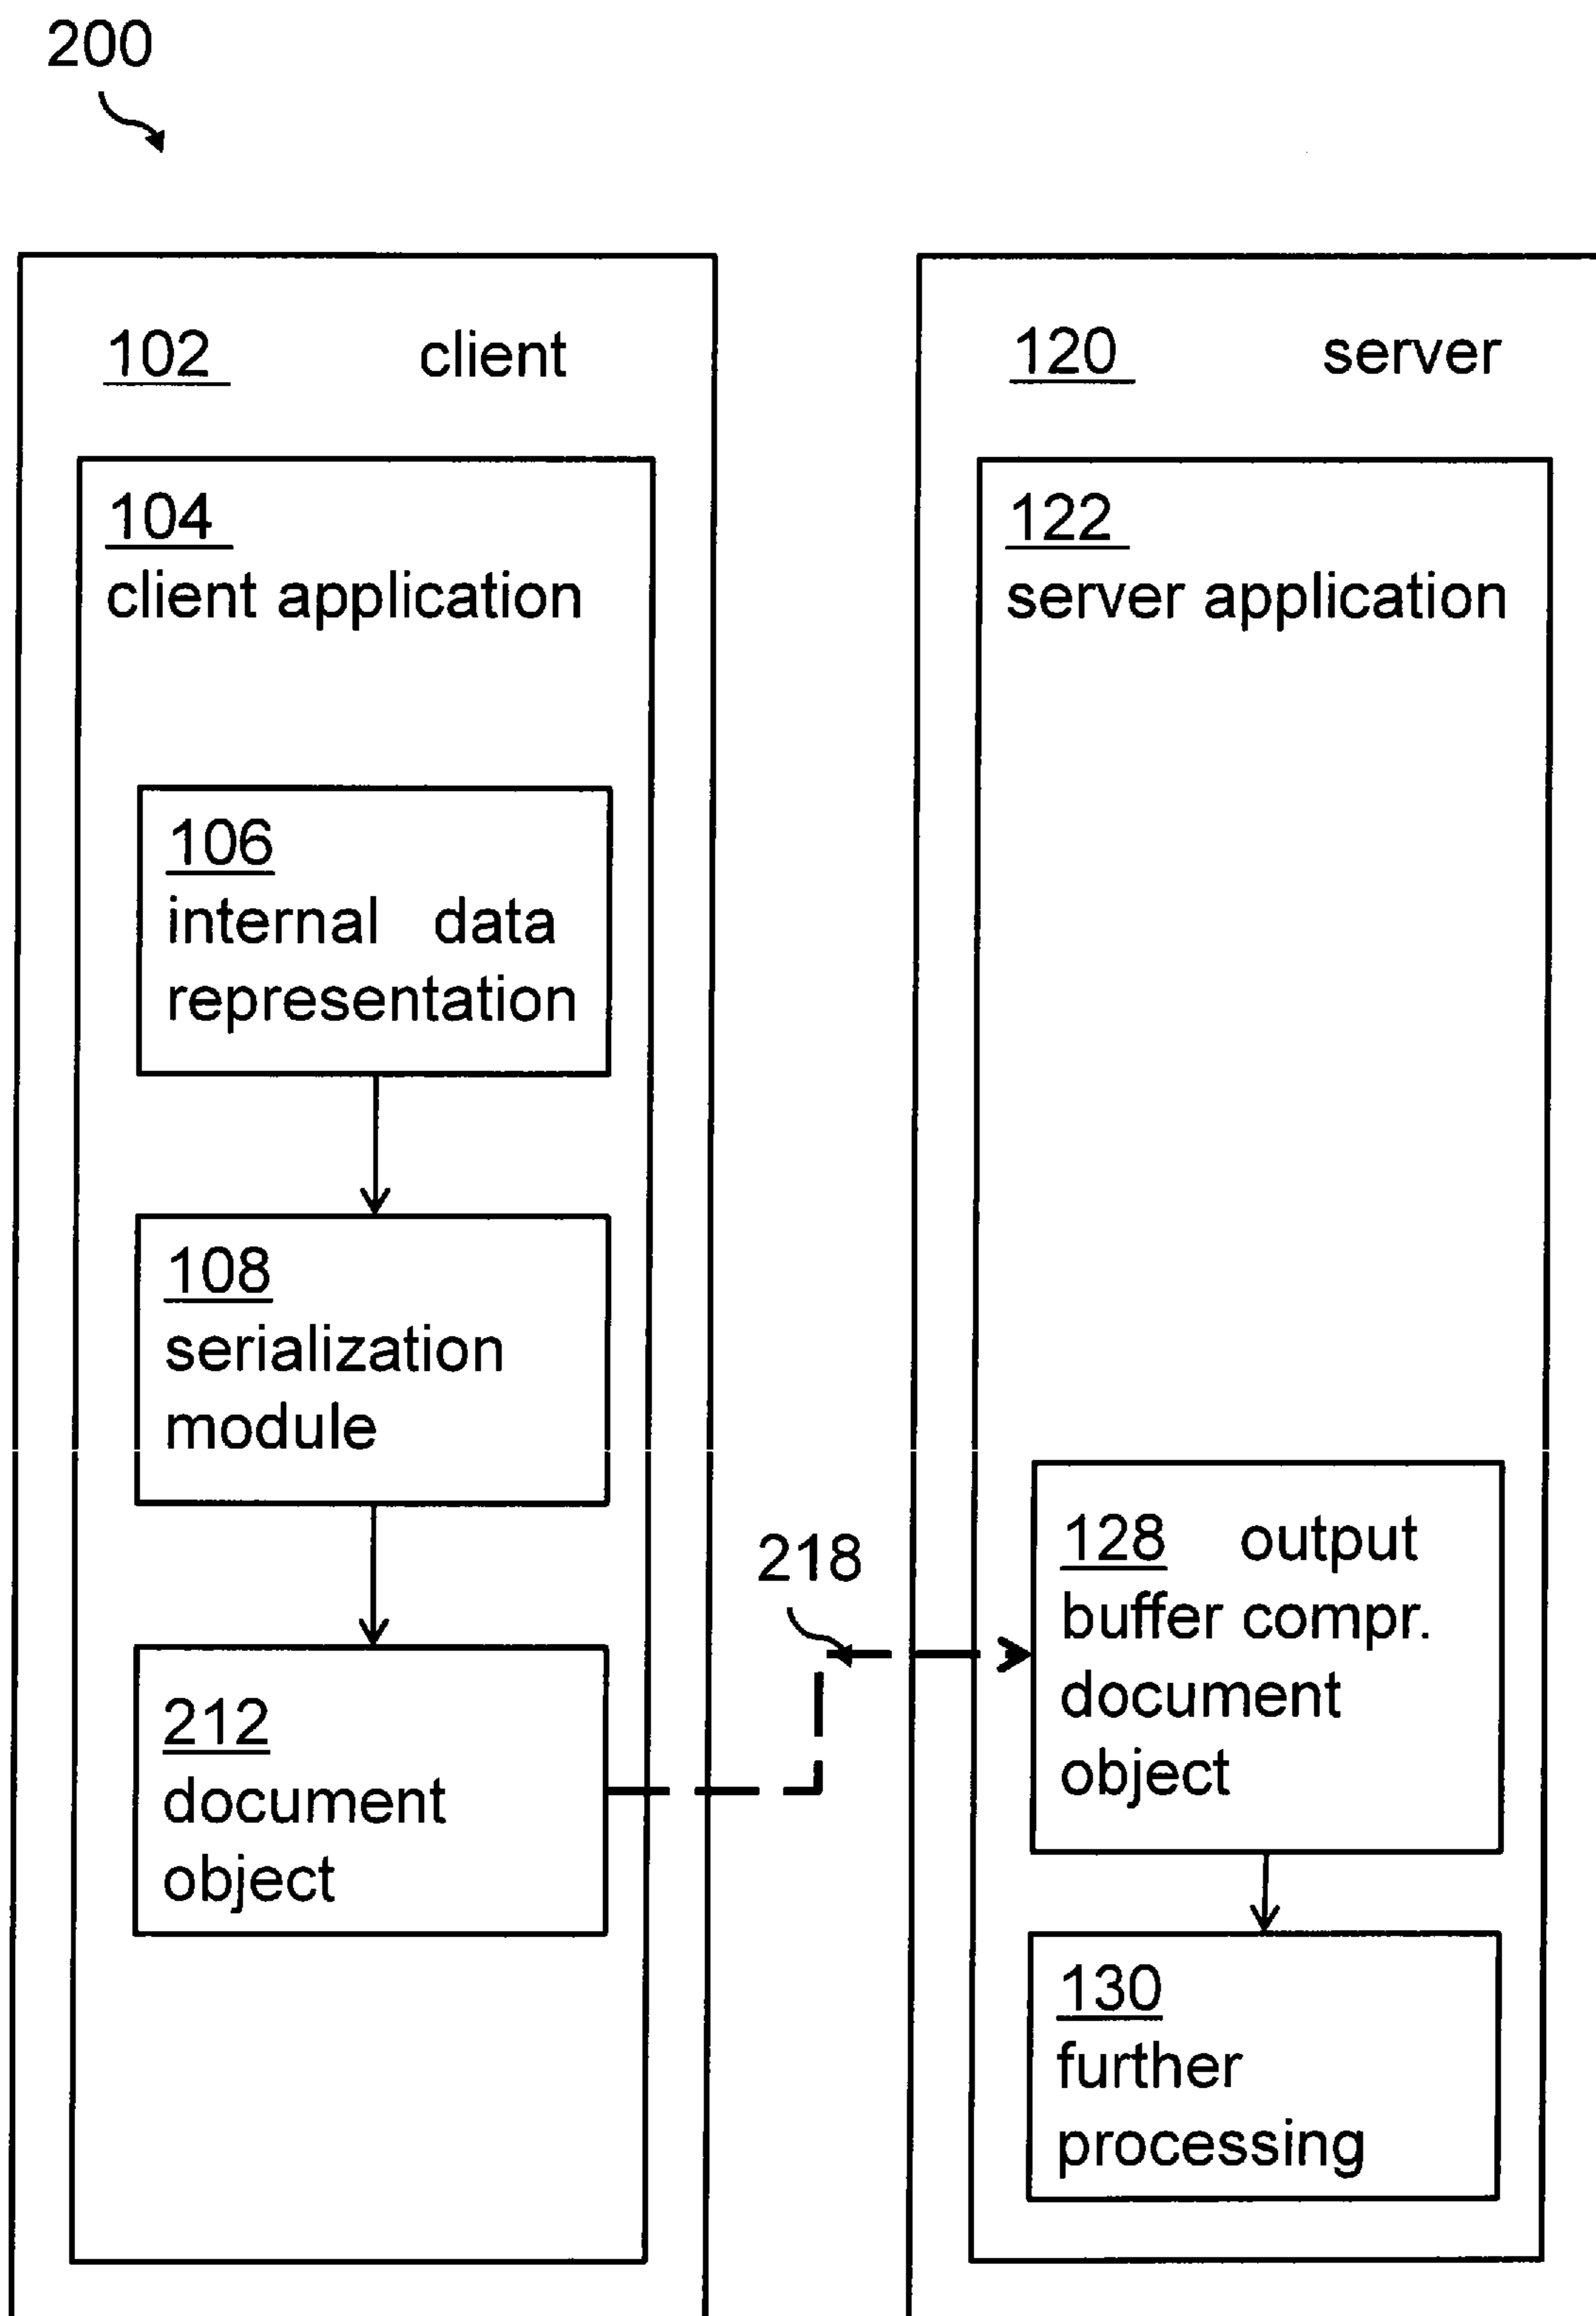 200
102 client
104
client application
106
internal data
representation
108
serialization
module
212
document
object
218
120 server
122
server application
128 output
buffer compr.
document
object
130
further
processing